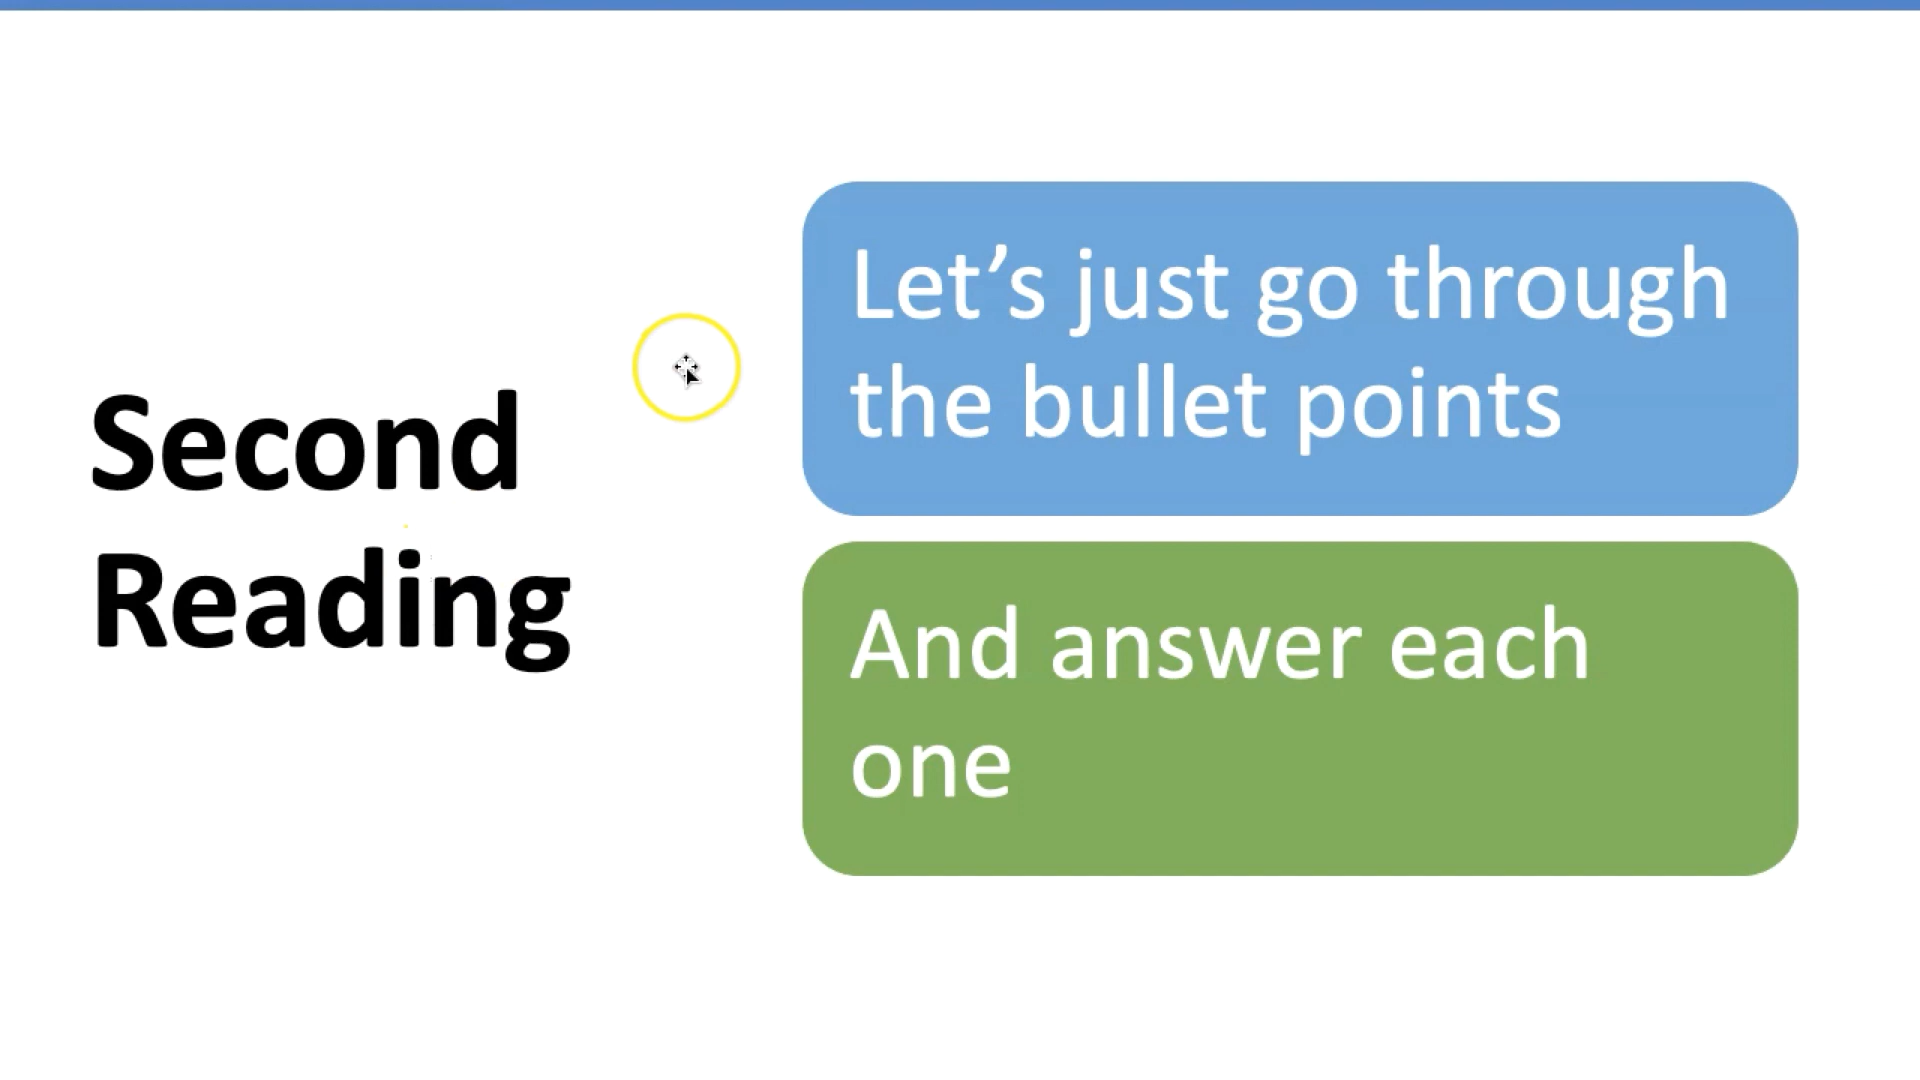 Second
Reading
Let’s just go through
the bullet points
And answer each
one